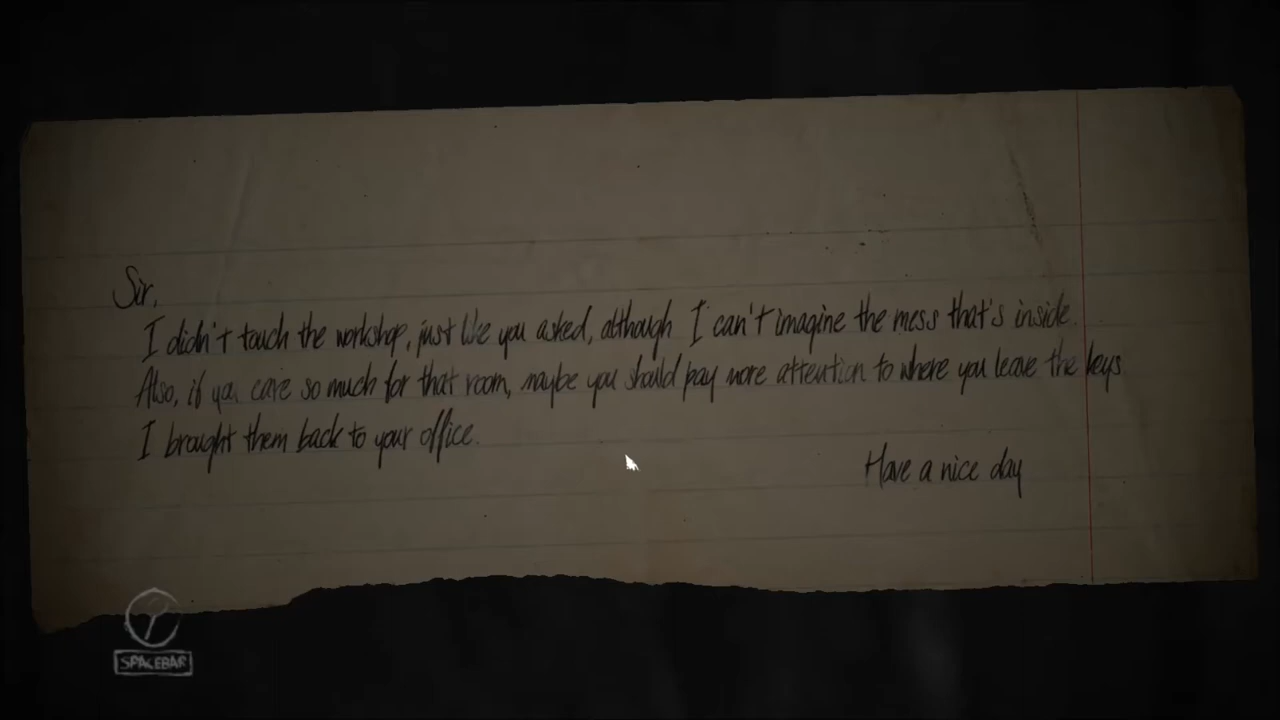 Sir,
I didn't touch the workshop, just like you asked, although I can't imagine the mess that's inside.
Also, if you care so much for that room, maybe you should pay more attention to where you leave the keys
I brought them back to your office.
Have a nice day
SPACEBAR